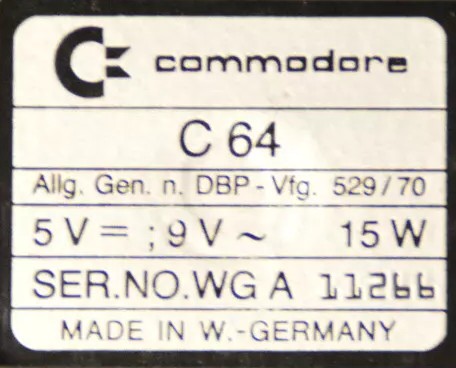 commodore
C 64
Allg. Gen. n. DBP - Vfg. 529 / 70
5 V = ; 9 V ~ 15 W
SER.NO.WG A 11266
MADE IN W.-GERMANY